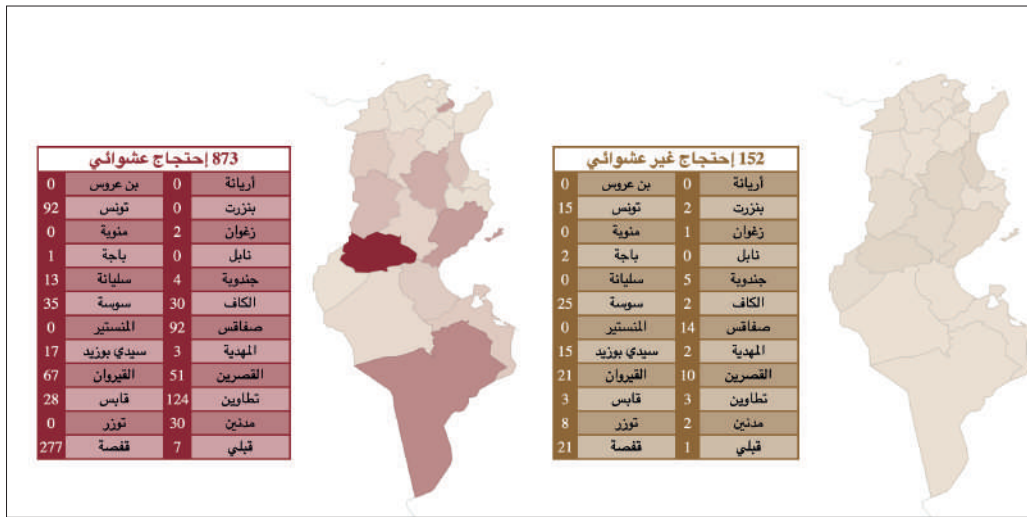 873 إحتجاج عشوائي
أريانة 0 بن عروس 0
بنزرت 0 تونس 92
زغوان 2 منوبة 0
نابل 0 باجة 1
جندوبة 4 سليانة 13
الكاف 30 سوسة 35
صفاقس 92 المنستير 0
المهدية 3 سيدي بوزيد 17
القصرين 51 القيروان 67
تطاوين 124 قابس 28
مدنين 30 توزر 0
قبلي 7 قفصة 277
152 إحتجاج غير عشوائي
أريانة 0 بن عروس 0
بنزرت 2 تونس 15
زغوان 1 منوبة 0
نابل 0 باجة 2
جندوبة 5 سليانة 0
الكاف 2 سوسة 25
صفاقس 14 المنستير 0
المهدية 2 سيدي بوزيد 15
القصرين 10 القيروان 21
تطاوين 3 قابس 3
مدنين 2 توزر 8
قبلي 1 قفصة 21